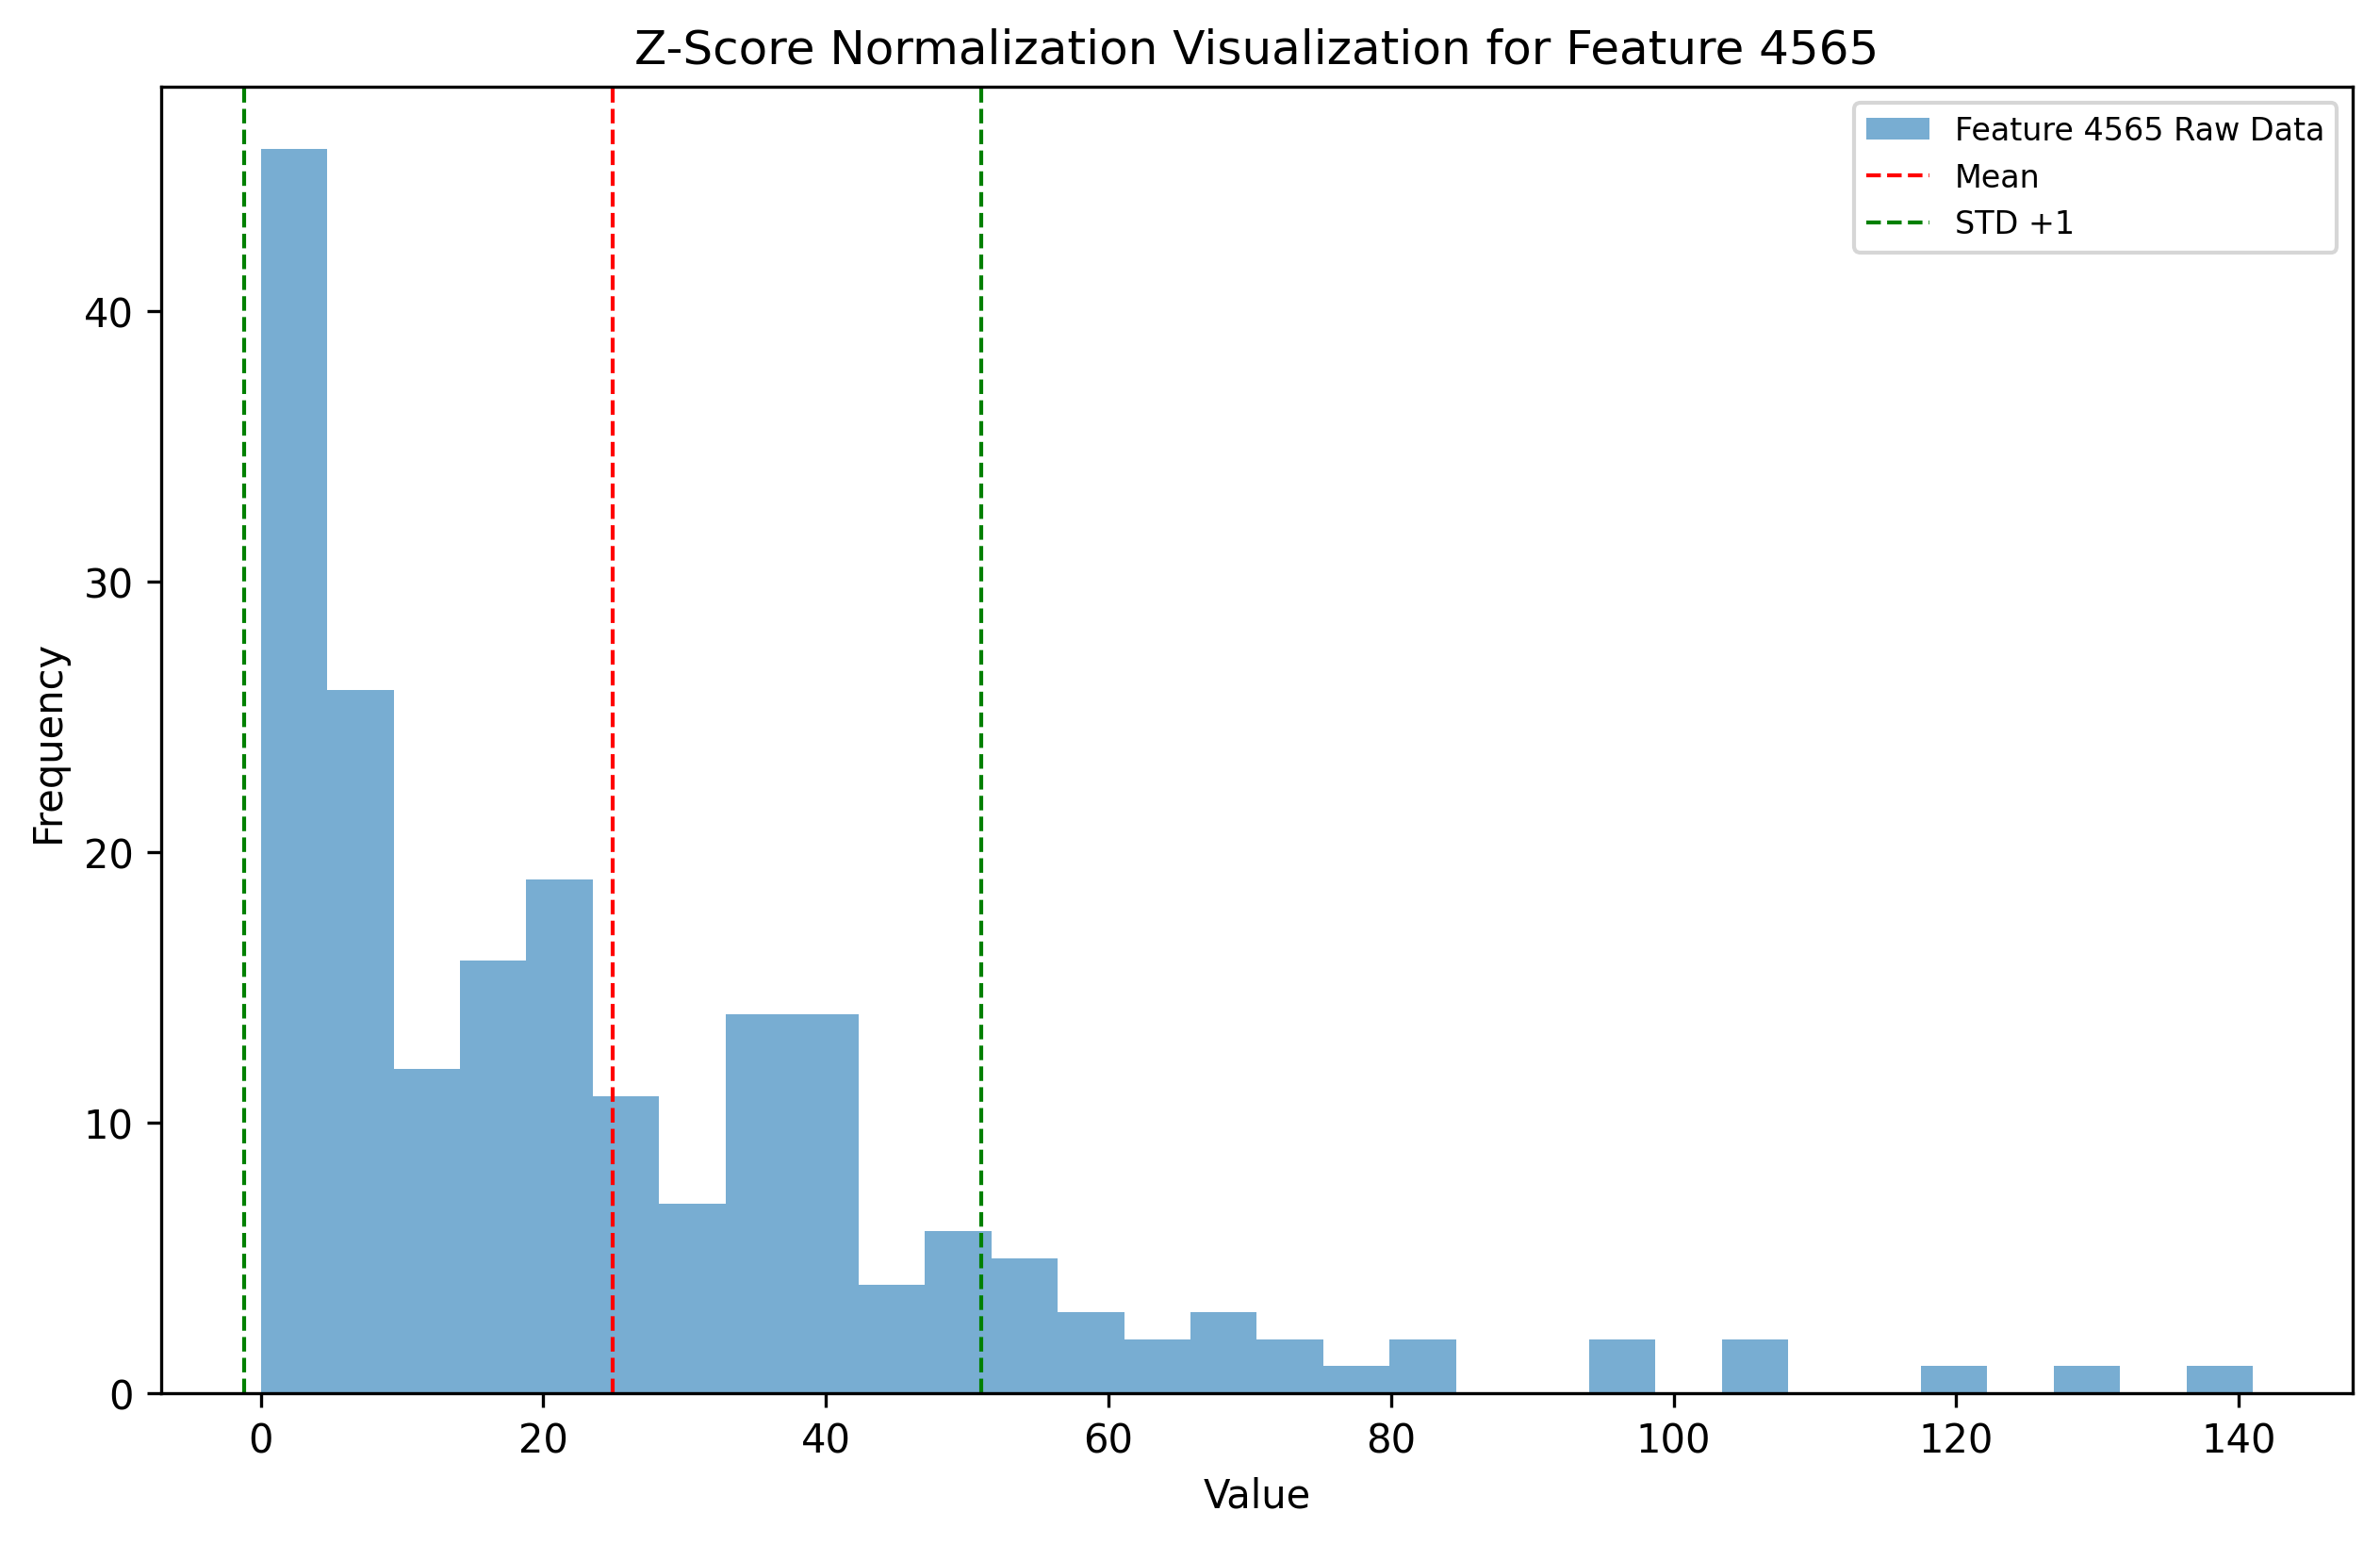 Z-Score Normalization Visualization for Feature 4565
Feature 4565 Raw Data
Mean
STD +1
Frequency
40
30
20
10
0
0 20 40 60 80 100 120 140
Value